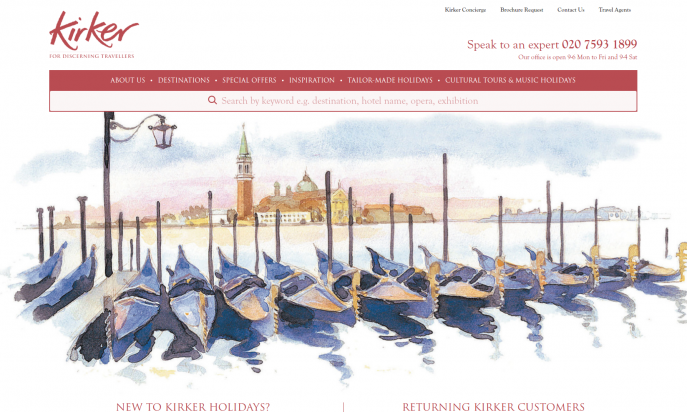 Kirker Concierge Brochure Request Contact Us Travel Agents
Kirker
FOR DISCERNING TRAVELLERS
Speak to an expert 020 7593 1899
Our office is open 9-6 Mon to Fri and 9-4 Sat
ABOUT US • DESTINATIONS • SPECIAL OFFERS • INSPIRATION • TAILOR-MADE HOLIDAYS • CULTURAL TOURS & MUSIC HOLIDAYS
Search by keyword e.g. destination, hotel name, opera, exhibition
NEW TO KIRKER HOLIDAYS? RETURNING KIRKER CUSTOMERS